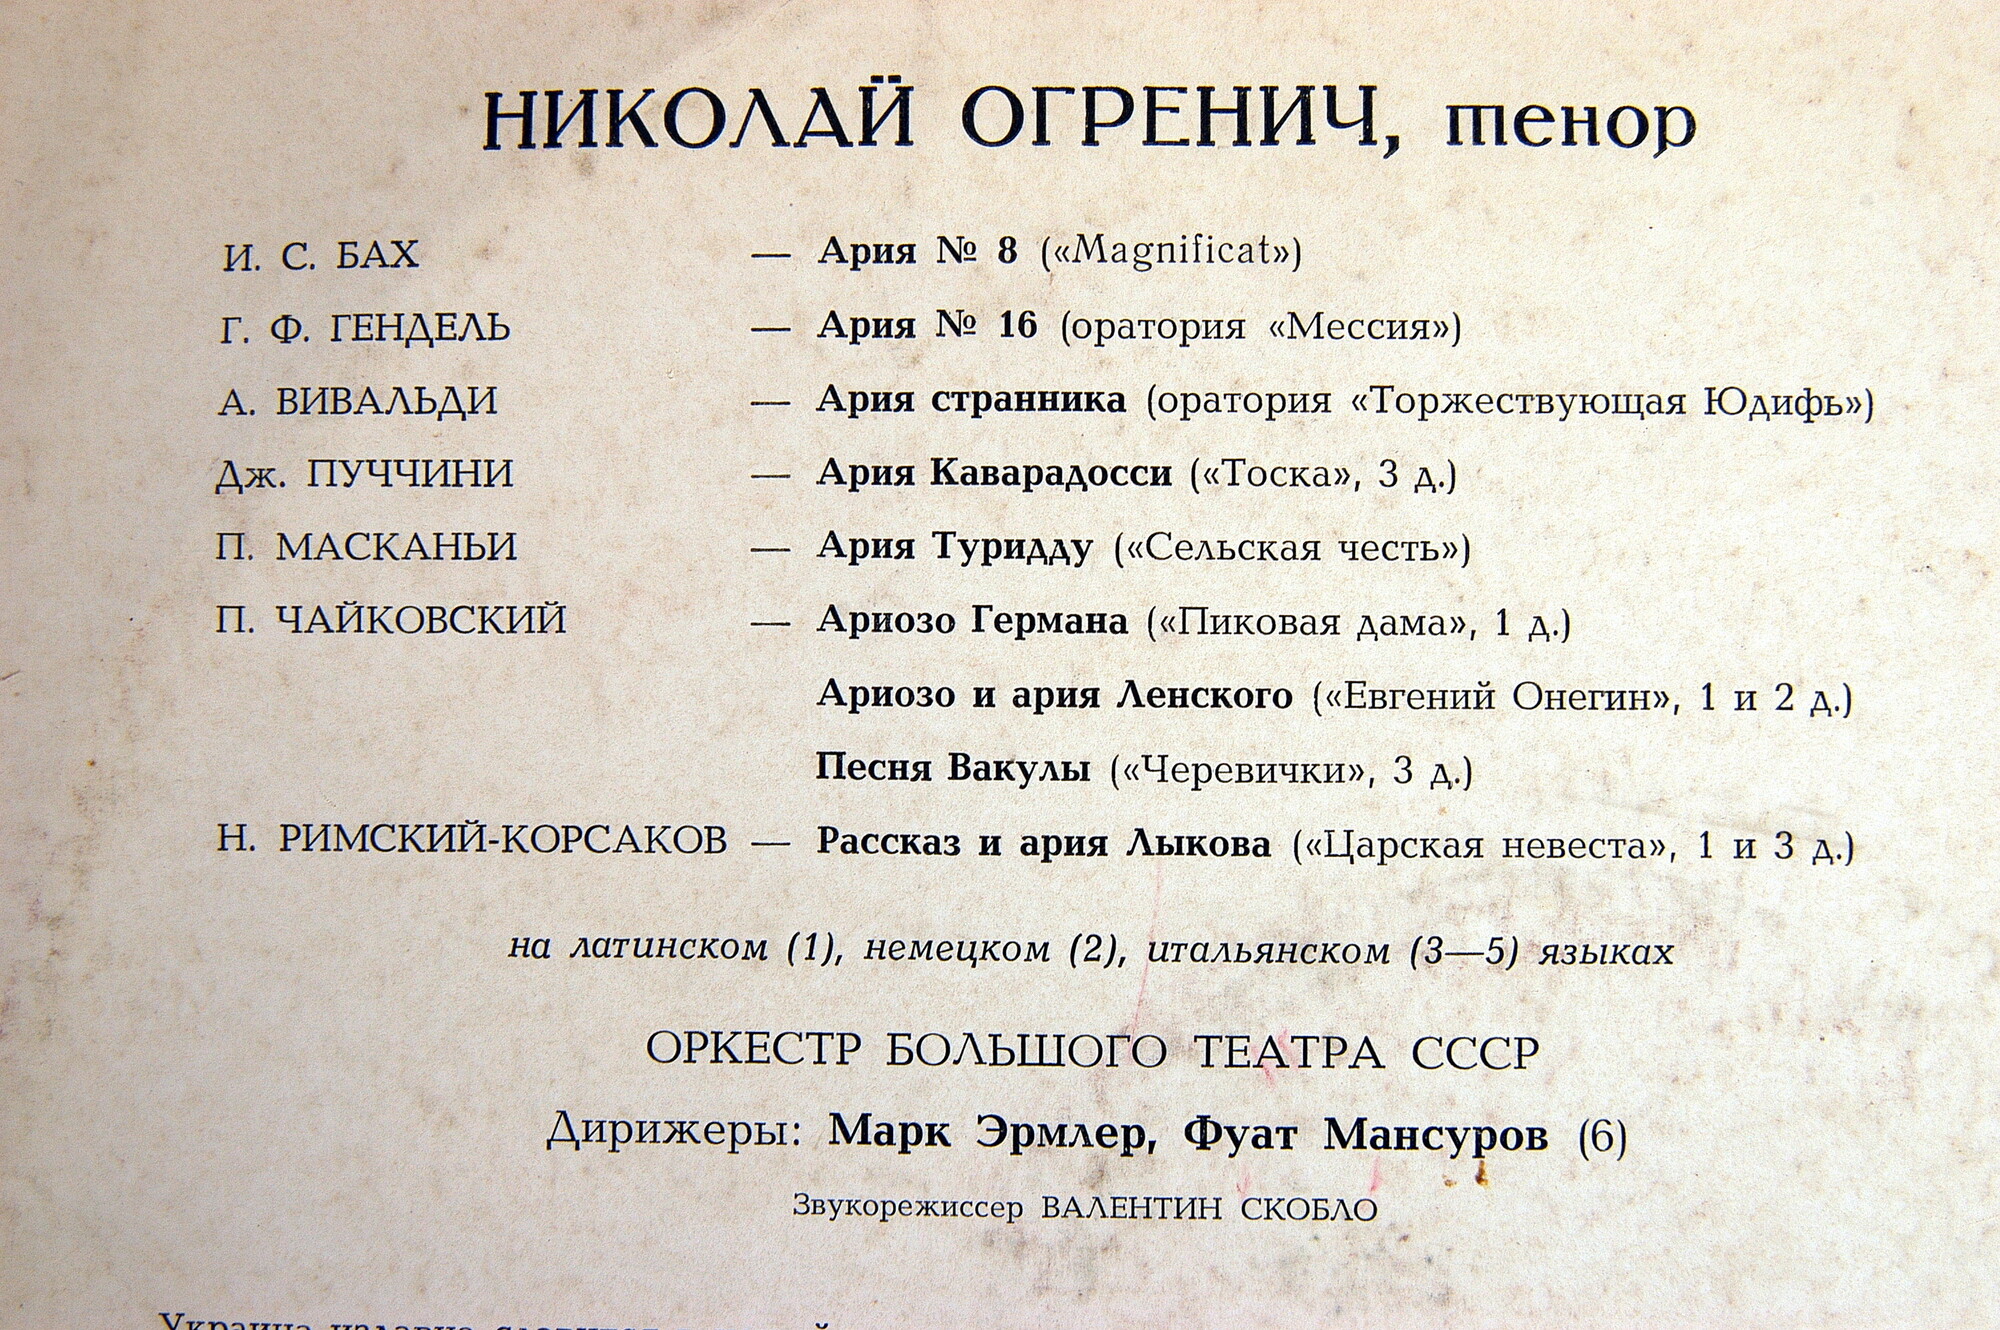 НИКОЛАЙ ОГРЕНИЧ, тенор
И. С. БАХ — Ария № 8 («Magnificat»)
Г. Ф. ГЕНДЕЛЬ — Ария № 16 (оратория «Мессия»)
А. ВИВАЛЬДИ — Ария странника (оратория «Торжествующая Юдифь»)
Дж. ПУЧЧИНИ — Ария Каварадосси («Тоска», 3 д.)
П. МАСКАНЬИ — Ария Туридду («Сельская честь»)
П. ЧАЙКОВСКИЙ — Ариозо Германа («Пиковая дама», 1 д.)
Ариозо и ария Ленского («Евгений Онегин», 1 и 2 д.)
Песня Вакулы («Черевички», 3 д.)
Н. РИМСКИЙ-КОРСАКОВ — Рассказ и ария Лыкова («Царская невеста», 1 и 3 д.)
на латинском (1), немецком (2), итальянском (3—5) языках
ОРКЕСТР БОЛЬШОГО ТЕАТРА СССР
Дирижеры: Марк Эрмлер, Фуат Мансуров (6)
Звукорежиссер ВАЛЕНТИН СКОБЛО
Украина издавна славится